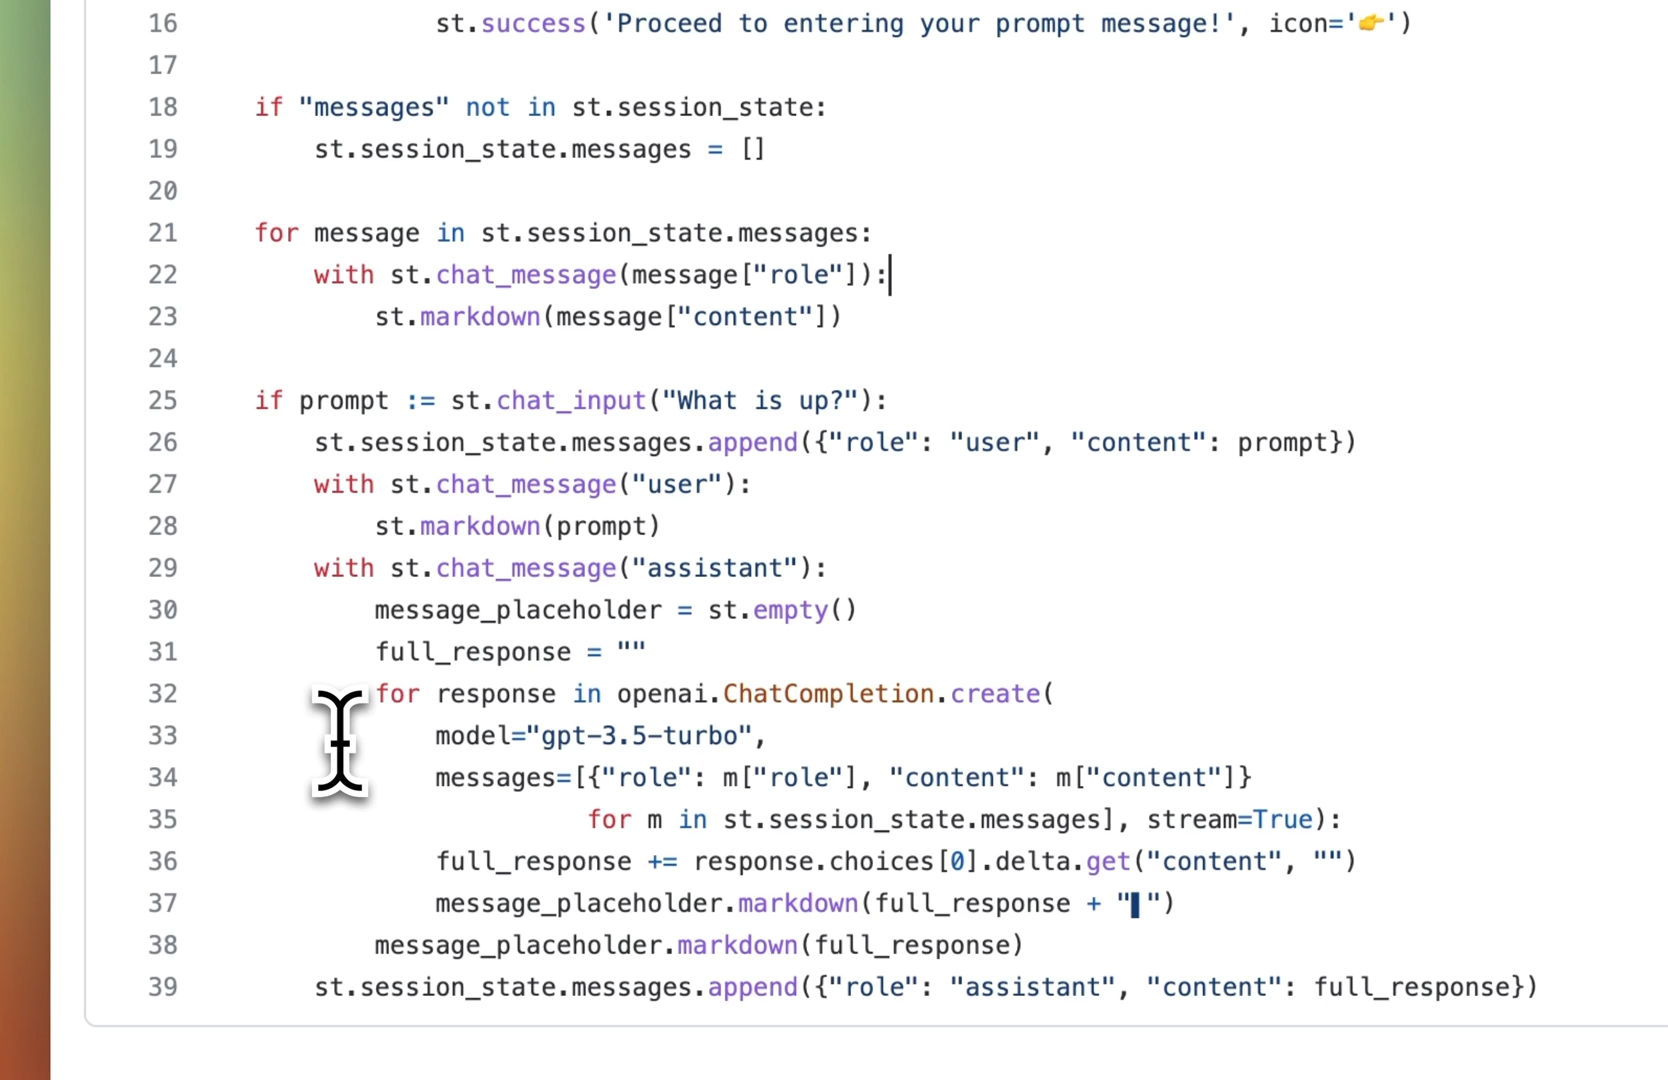 16 st.success('Proceed to entering your prompt message!', icon='👉')
17
18 if "messages" not in st.session_state:
19 st.session_state.messages = []
20
21 for message in st.session_state.messages:
22 with st.chat_message(message["role"]):
23 st.markdown(message["content"])
24
25 if prompt := st.chat_input("What is up?"):
26 st.session_state.messages.append({"role": "user", "content": prompt})
27 with st.chat_message("user"):
28 st.markdown(prompt)
29 with st.chat_message("assistant"):
30 message_placeholder = st.empty()
31 full_response = ""
32 for response in openai.ChatCompletion.create(
33 model="gpt-3.5-turbo",
34 messages=[{"role": m["role"], "content": m["content"]}
35 for m in st.session_state.messages], stream=True):
36 full_response += response.choices[0].delta.get("content", "")
37 message_placeholder.markdown(full_response + "▌")
38 message_placeholder.markdown(full_response)
39 st.session_state.messages.append({"role": "assistant", "content": full_response})